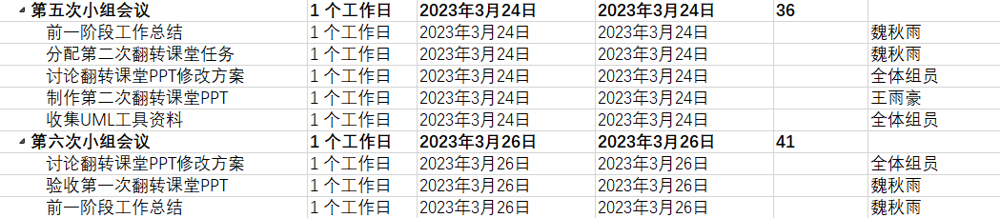 第五次小组会议 1 个工作日 2023年3月24日 2023年3月24日 36
前一阶段工作总结 1 个工作日 2023年3月24日 2023年3月24日 魏秋雨
分配第二次翻转课堂任务 1 个工作日 2023年3月24日 2023年3月24日 魏秋雨
讨论翻转课堂PPT修改方案 1 个工作日 2023年3月24日 2023年3月24日 全体组员
制作第二次翻转课堂PPT 1 个工作日 2023年3月24日 2023年3月24日 王雨豪
收集UML工具资料 1 个工作日 2023年3月24日 2023年3月24日 全体组员
第六次小组会议 1 个工作日 2023年3月26日 2023年3月26日 41
讨论翻转课堂PPT修改方案 1 个工作日 2023年3月26日 2023年3月26日 全体组员
验收第一次翻转课堂PPT 1 个工作日 2023年3月26日 2023年3月26日 魏秋雨
前一阶段工作总结 1 个工作日 2023年3月26日 2023年3月26日 魏秋雨